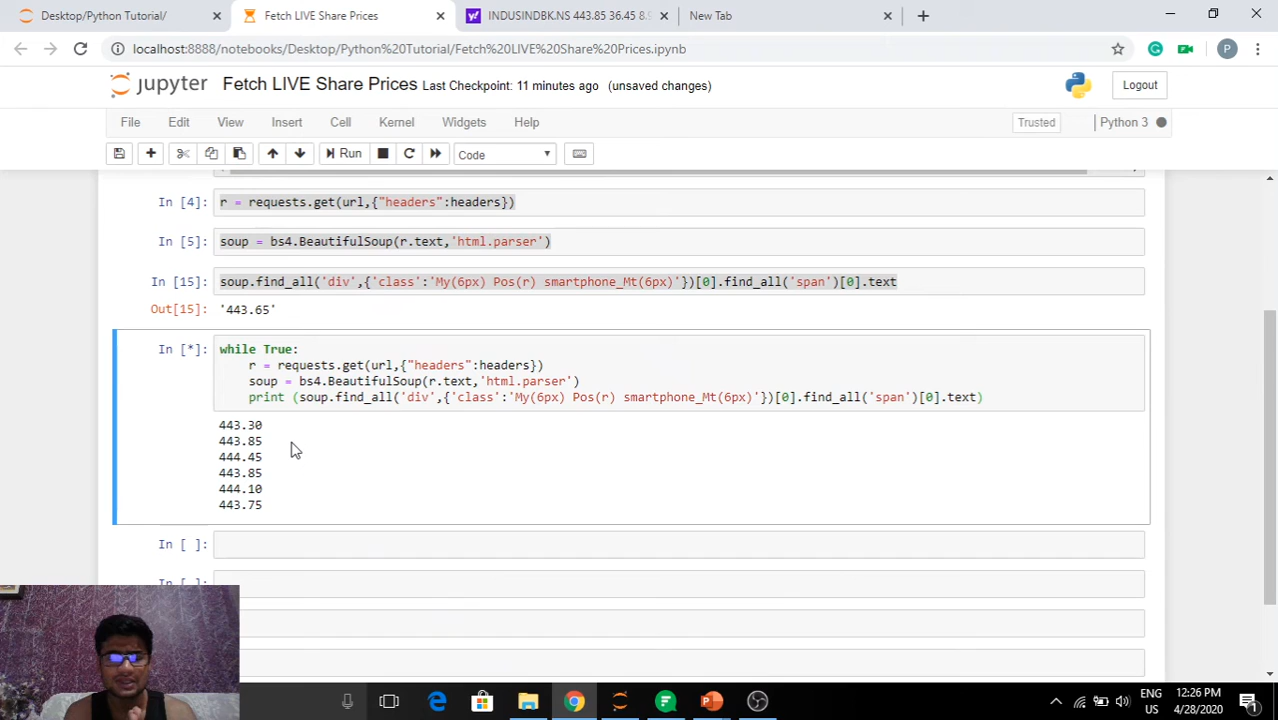 Desktop/Python Tutorial/
Fetch LIVE Share Prices
INDUSINDBK.NS 443.85 36.45 8.9
New Tab
localhost:8888/notebooks/Desktop/Python%20Tutorial/Fetch%20LIVE%20Share%20Prices.ipynb
P
jupyter Fetch LIVE Share Prices Last Checkpoint: 11 minutes ago (unsaved changes)
Logout
File Edit View Insert Cell Kernel Widgets Help
Trusted
Python 3
Run
Code
In [4]: r = requests.get(url,{"headers":headers})
In [5]: soup = bs4.BeautifulSoup(r.text,'html.parser')
In [15]: soup.find_all('div',{'class':'My(6px) Pos(r) smartphone_Mt(6px)'})[0].find_all('span')[0].text
Out[15]: '443.65'
In [*]: while True:
r = requests.get(url,{"headers":headers})
soup = bs4.BeautifulSoup(r.text,'html.parser')
print (soup.find_all('div',{'class':'My(6px) Pos(r) smartphone_Mt(6px)'})[0].find_all('span')[0].text)
443.30
443.85
444.45
443.85
444.10
443.75
In [ ]:
In [ ]:
ENG
US
12:26 PM
4/28/2020
1